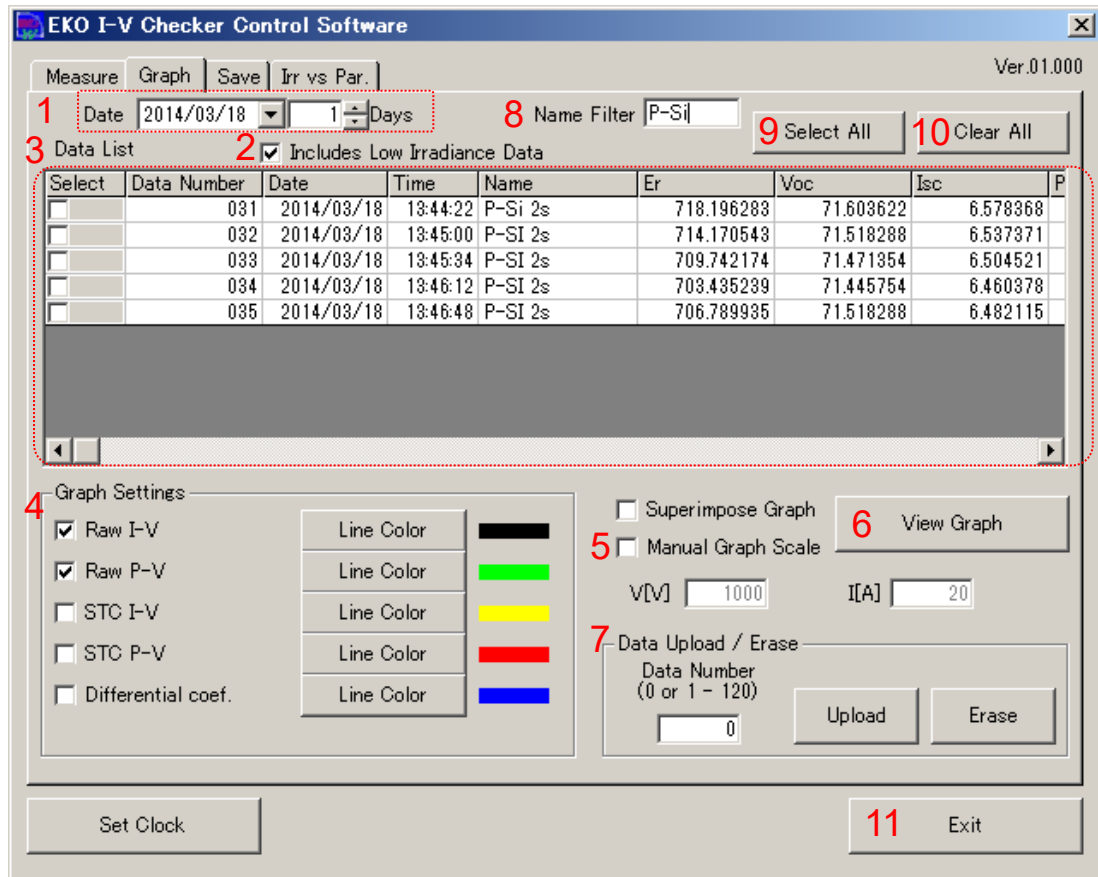 EKO I-V Checker Control Software
Measure Graph Save Irr vs Par. Ver.01.000
1 Date 2014/03/18 1 Days 8 Name Filter P-Si 9 Select All 10 Clear All
3 Data List 2 Includes Low Irradiance Data
Select Data Number Date Time Name Er Voc Isc P
031 2014/03/18 13:44:22 P-Si 2s 718.196283 71.603622 6.578368
032 2014/03/18 13:45:00 P-SI 2s 714.170543 71.518288 6.537371
033 2014/03/18 13:45:34 P-SI 2s 709.742174 71.471354 6.504521
034 2014/03/18 13:46:12 P-SI 2s 703.435239 71.445754 6.460378
035 2014/03/18 13:46:48 P-SI 2s 706.789935 71.518288 6.482115
4 Graph Settings
Raw I-V Line Color
Raw P-V Line Color
STC I-V Line Color
STC P-V Line Color
Differential coef. Line Color
Superimpose Graph
5 Manual Graph Scale
6 View Graph
V[V] 1000 I[A] 20
7 Data Upload / Erase
Data Number
(0 or 1 - 120)
0 Upload Erase
Set Clock 11 Exit